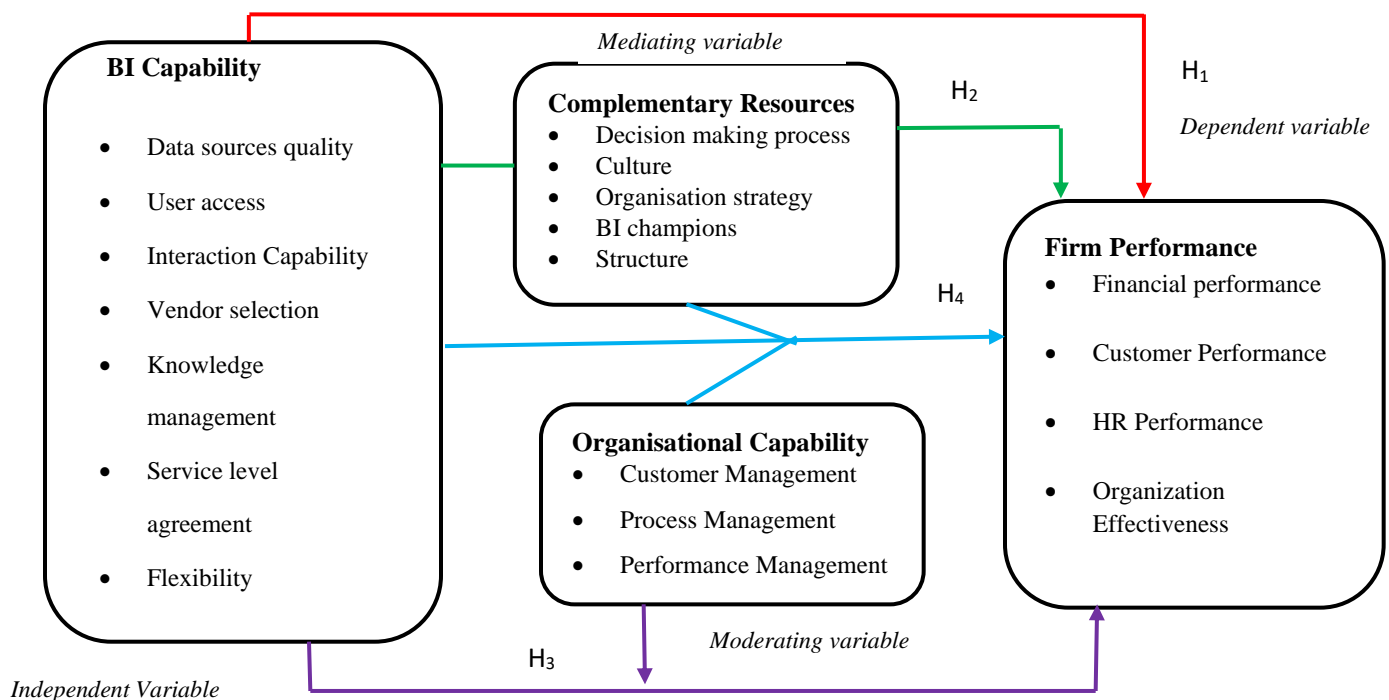 Mediating variable
BI Capability
• Data sources quality
• User access
• Interaction Capability
• Vendor selection
• Knowledge
management
• Service level
agreement
• Flexibility
Independent Variable
Complementary Resources
• Decision making process
• Culture
• Organisation strategy
• BI champions
• Structure
H₂
H₁
Dependent variable
H₄
Organisational Capability
• Customer Management
• Process Management
• Performance Management
Moderating variable
H₃
Firm Performance
• Financial performance
• Customer Performance
• HR Performance
• Organization
Effectiveness